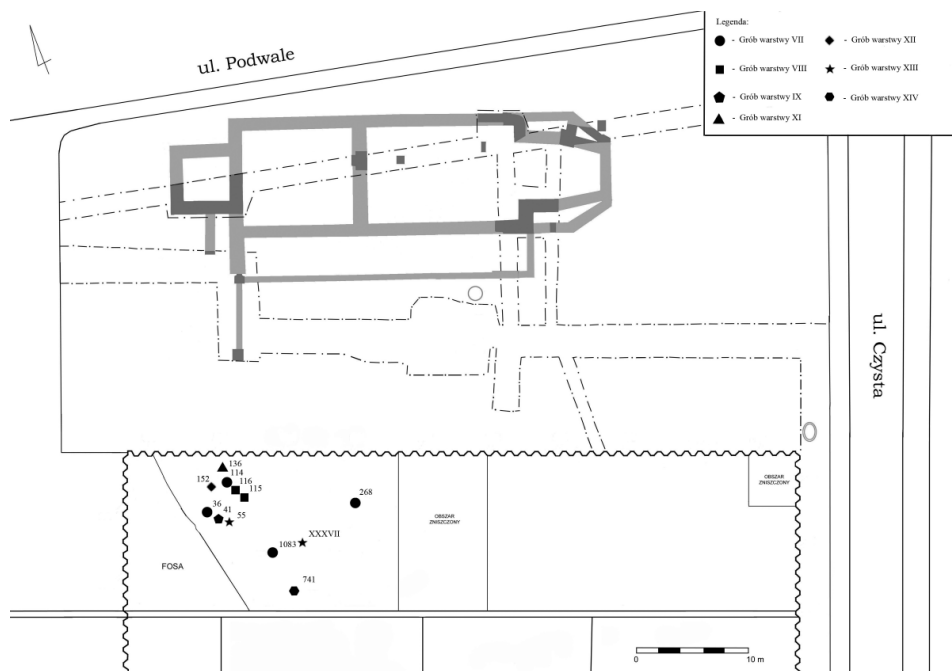 ul. Podwale
Legenda:
- Grób warstwy VII
- Grób warstwy XII
- Grób warstwy VIII
- Grób warstwy XIII
- Grób warstwy IX
- Grób warstwy XIV
- Grób warstwy XI
ul. Czysta
136
114
152
116
115
268
36
41
55
XXXVII
1083
741
FOSA
OBSZAR
ZNISZCZONY
OBSZAR
ZNISZCZONY
0
10 m